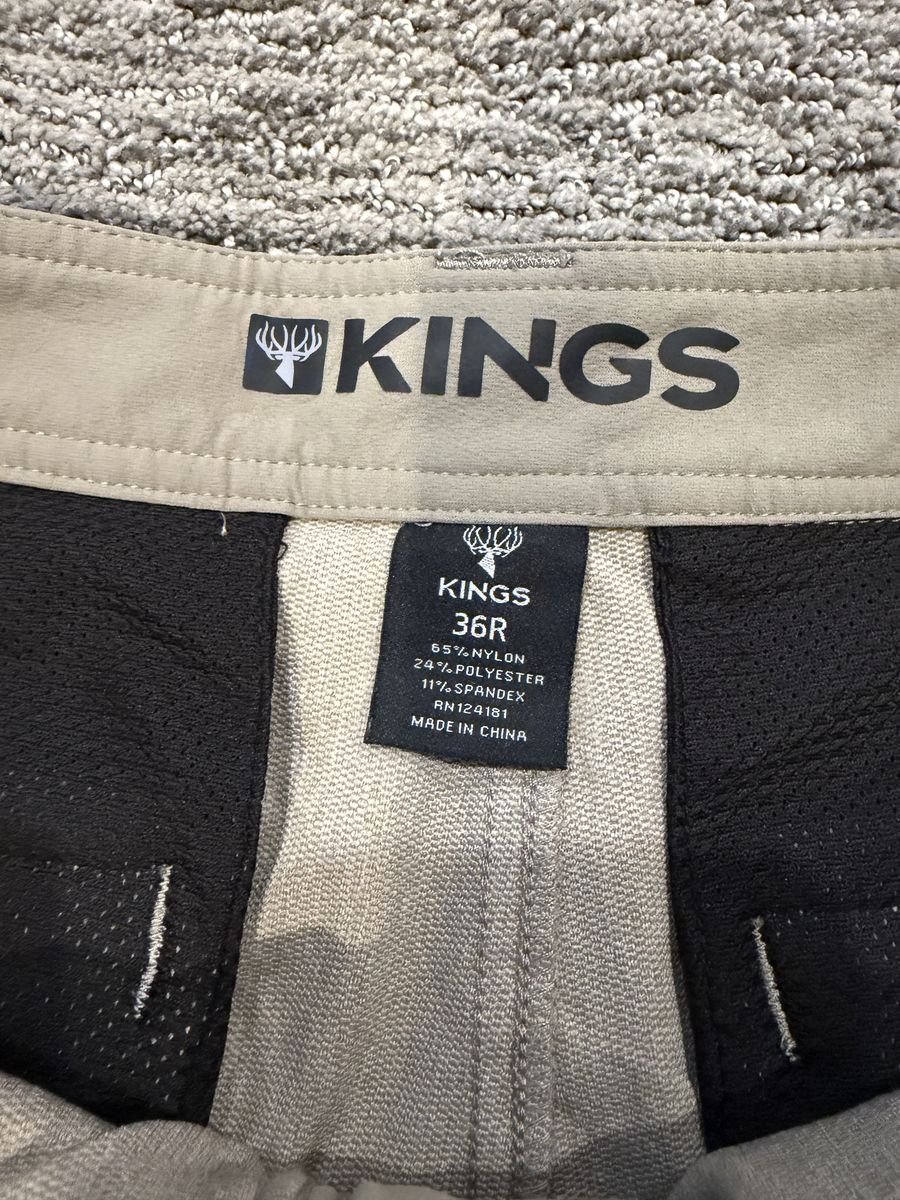 KINGS
KINGS
36R
65% NYLON
24% POLYESTER
11% SPANDEX
RN124181
MADE IN CHINA